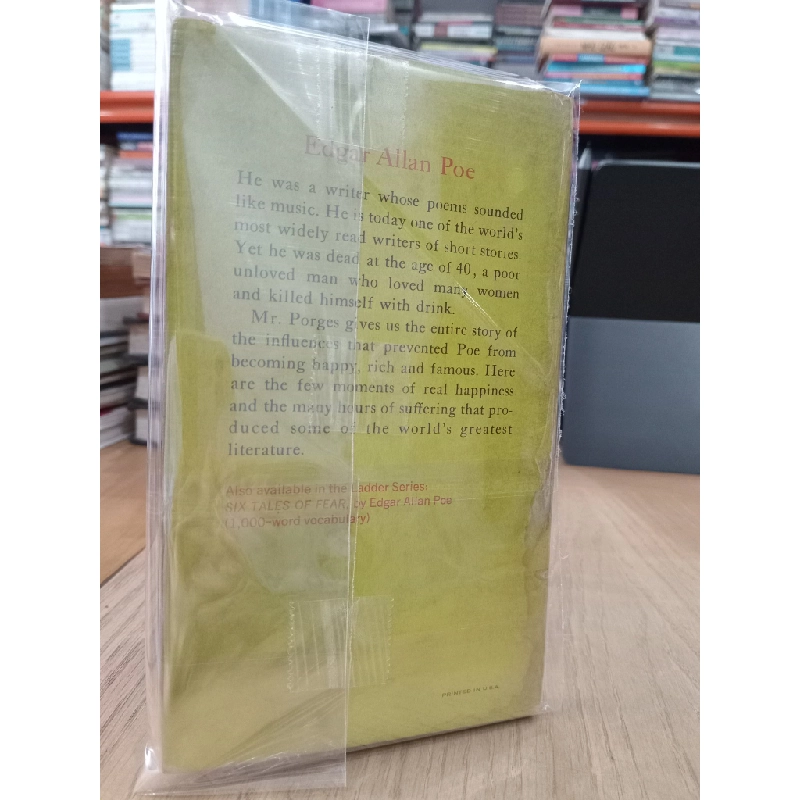 Edgar Allan Poe
He was a writer whose poems sounded
like music. He is today one of the world's
most widely read writers of short stories
Yet he was dead at the age of 40, a poor
unloved man who loved many women
and killed himself with drink.
Mr. Porges gives us the entire story of
the influences that prevented Poe from
becoming happy, rich and famous. Here
are the few moments of real happiness
and the many hours of suffering that pro-
duced some of the world's greatest
literature.
Also available in the Ladder Series:
SIX TALES OF FEAR, by Edgar Allan Poe
(1,000-word vocabulary)
PRINTED IN U.S.A.